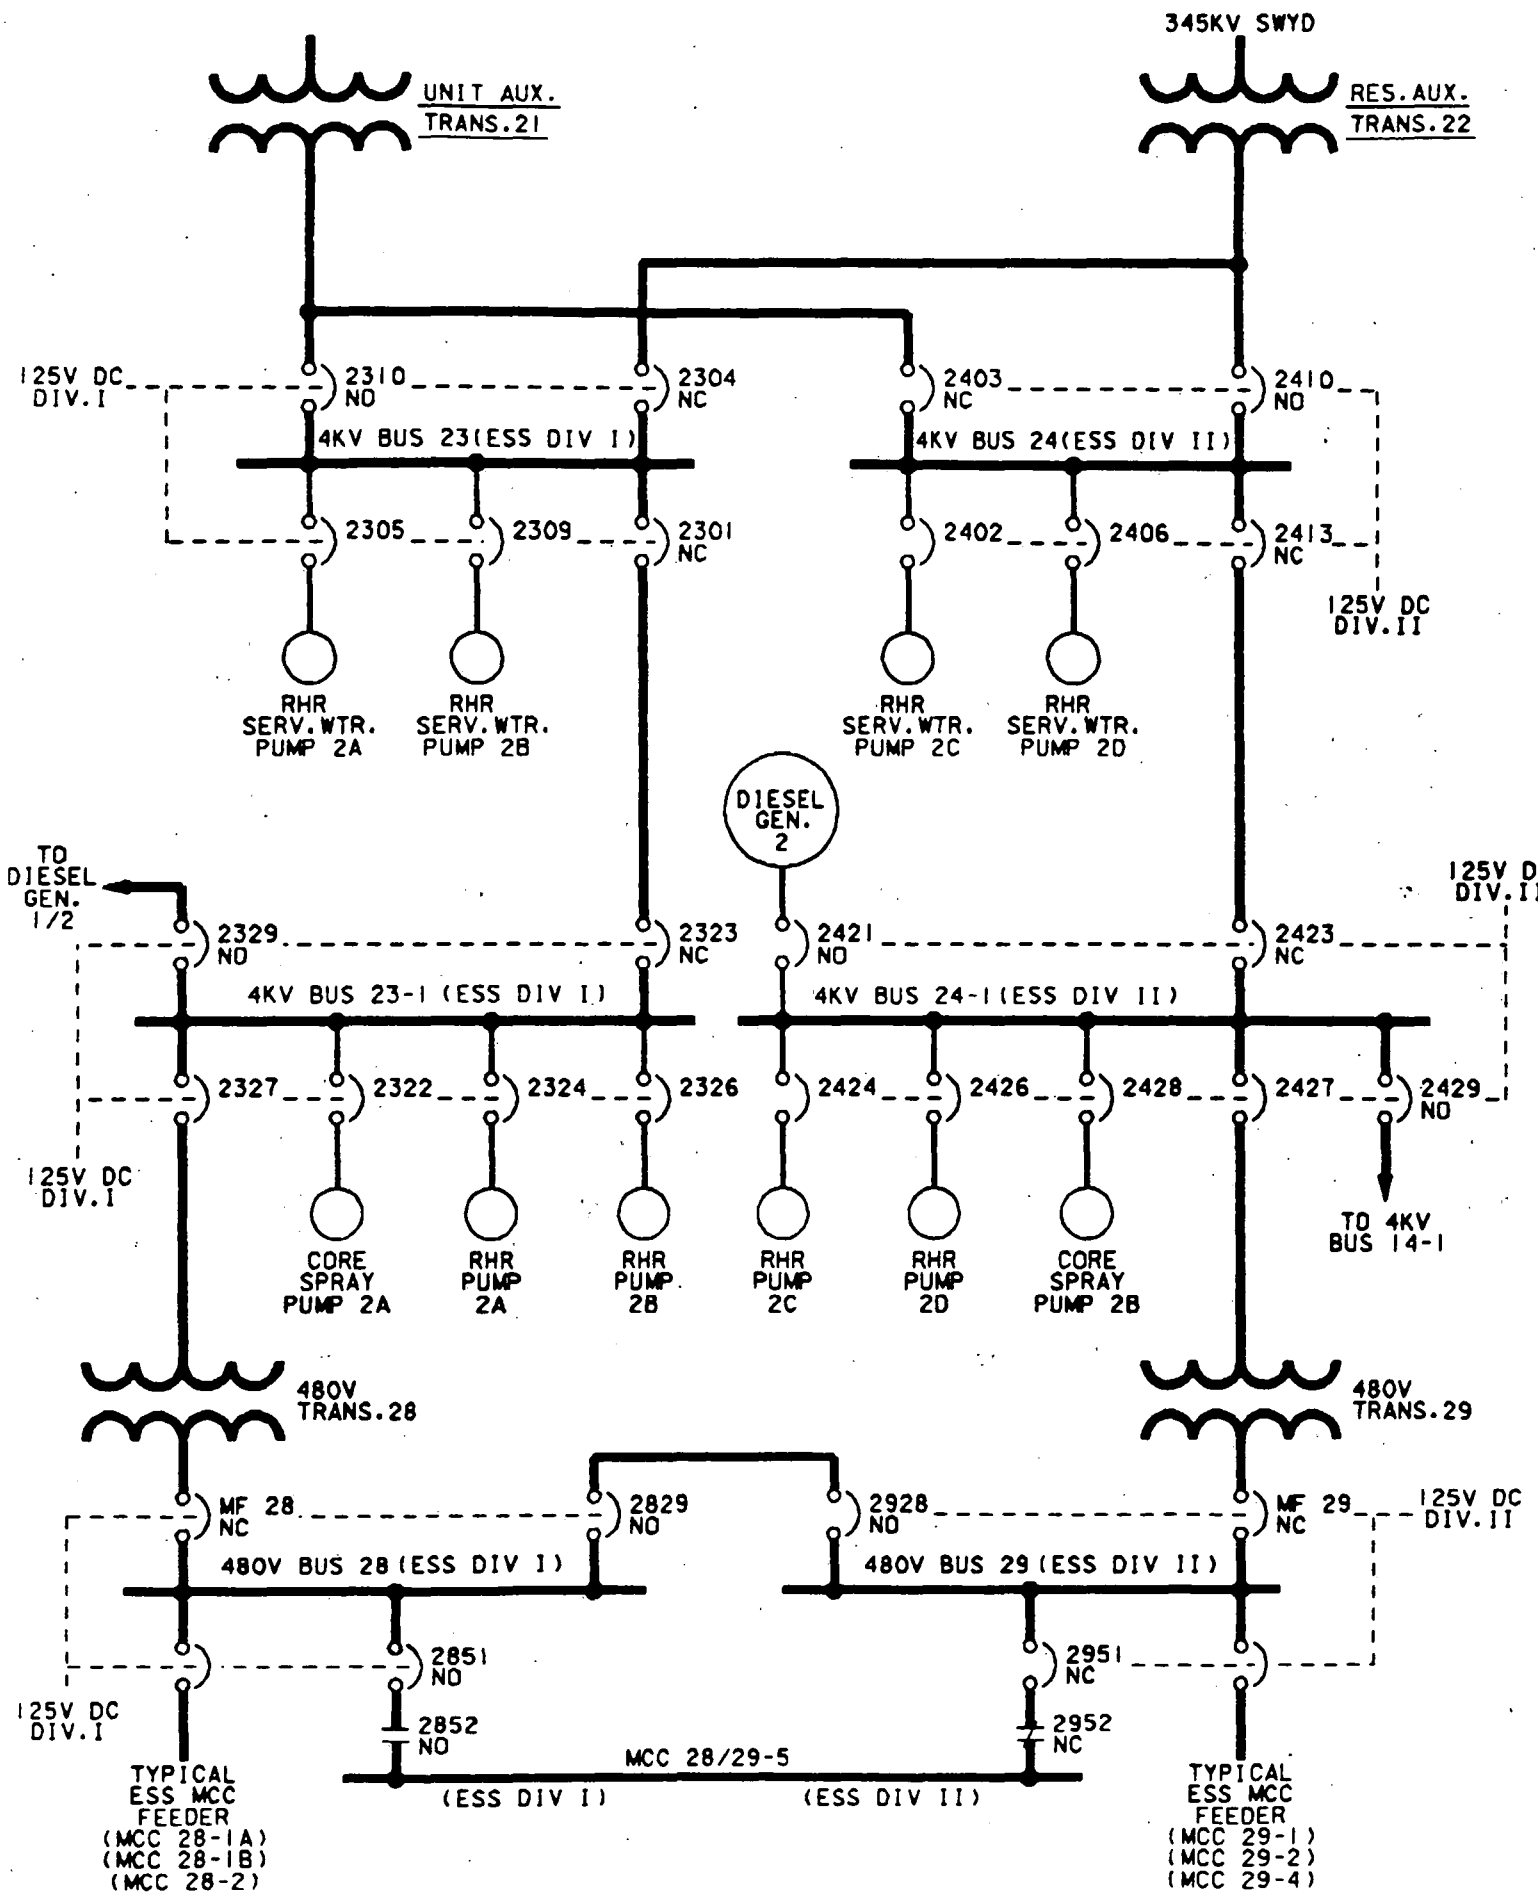 345KV SWYD
UNIT AUX.
TRANS.21
RES.AUX.
TRANS.22
125V DC
DIV.I
2310
NO
2304
NC
2403
NC
2410
NO
4KV BUS 23(ESS DIV I)
4KV BUS 24(ESS DIV II)
2305
2309
2301
NC
2402
2406
2413
NC
125V DC
DIV.II
RHR
SERV.WTR.
PUMP 2A
RHR
SERV.WTR.
PUMP 2B
RHR
SERV.WTR.
PUMP 2C
RHR
SERV.WTR.
PUMP 2D
DIESEL
GEN.
2
TO
DIESEL
GEN.
1/2
125V D
DIV.II
2329
NO
2323
NC
2421
NO
2423
NC
4KV BUS 23-1 (ESS DIV I)
4KV BUS 24-1(ESS DIV II)
2327
2322
2324
2326
2424
2426
2428
2427
2429
NO
125V DC
DIV.I
CORE
SPRAY
PUMP 2A
RHR
PUMP
2A
RHR
PUMP
2B
RHR
PUMP
2C
RHR
PUMP
2D
CORE
SPRAY
PUMP 2B
TO 4KV
BUS 14-1
480V
TRANS.28
480V
TRANS.29
MF 28
NC
2829
NO
2928
NO
MF 29
NC
125V DC
DIV.II
480V BUS 28 (ESS DIV I)
480V BUS 29 (ESS DIV II)
2851
NO
2951
NC
125V DC
DIV.I
2852
NO
2952
NC
MCC 28/29-5
(ESS DIV I)
(ESS DIV II)
TYPICAL
ESS MCC
FEEDER
(MCC 28-1A)
(MCC 28-1B)
(MCC 28-2)
TYPICAL
ESS MCC
FEEDER
(MCC 29-1)
(MCC 29-2)
(MCC 29-4)